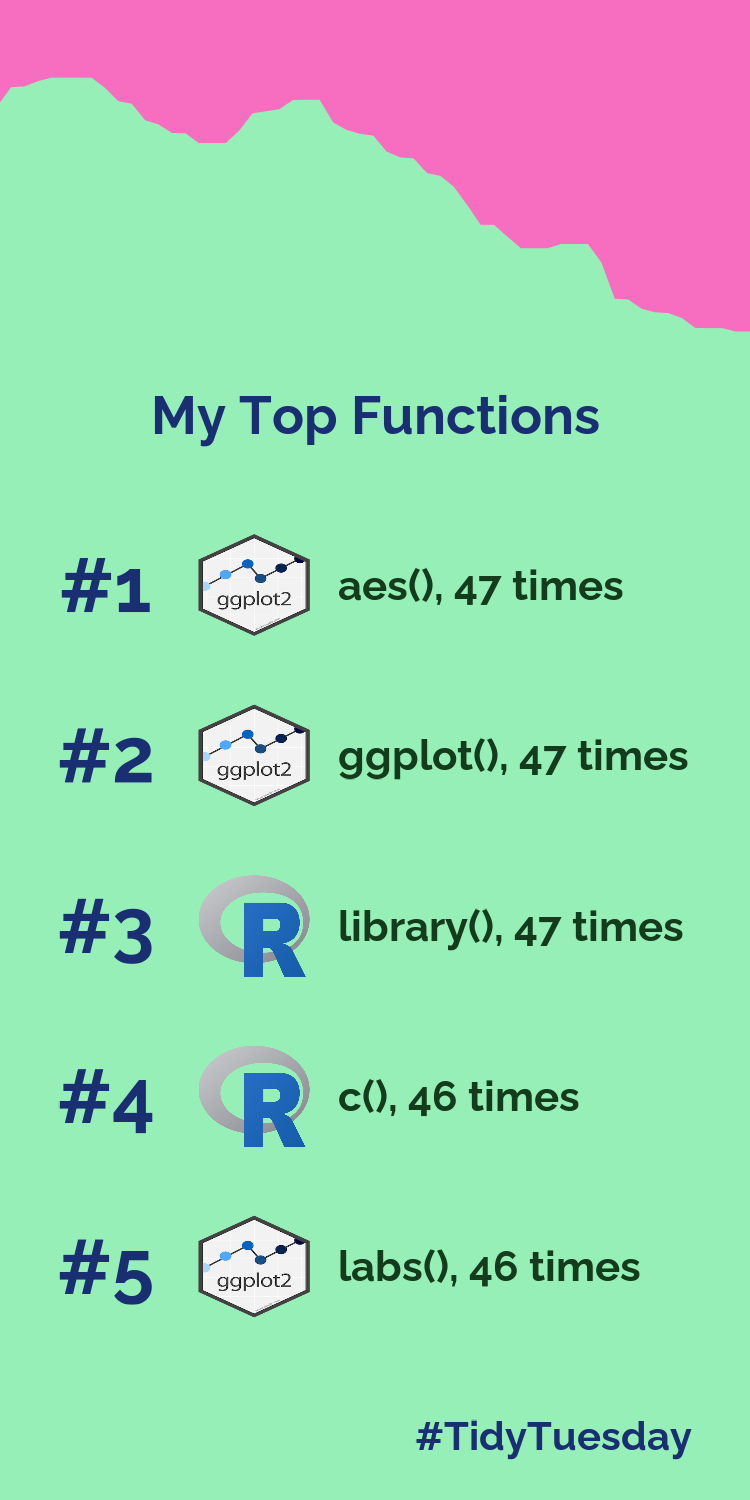 My Top Functions
#1 ggplot2 aes(), 47 times
#2 ggplot2 ggplot(), 47 times
#3 R library(), 47 times
#4 R c(), 46 times
#5 ggplot2 labs(), 46 times
#TidyTuesday